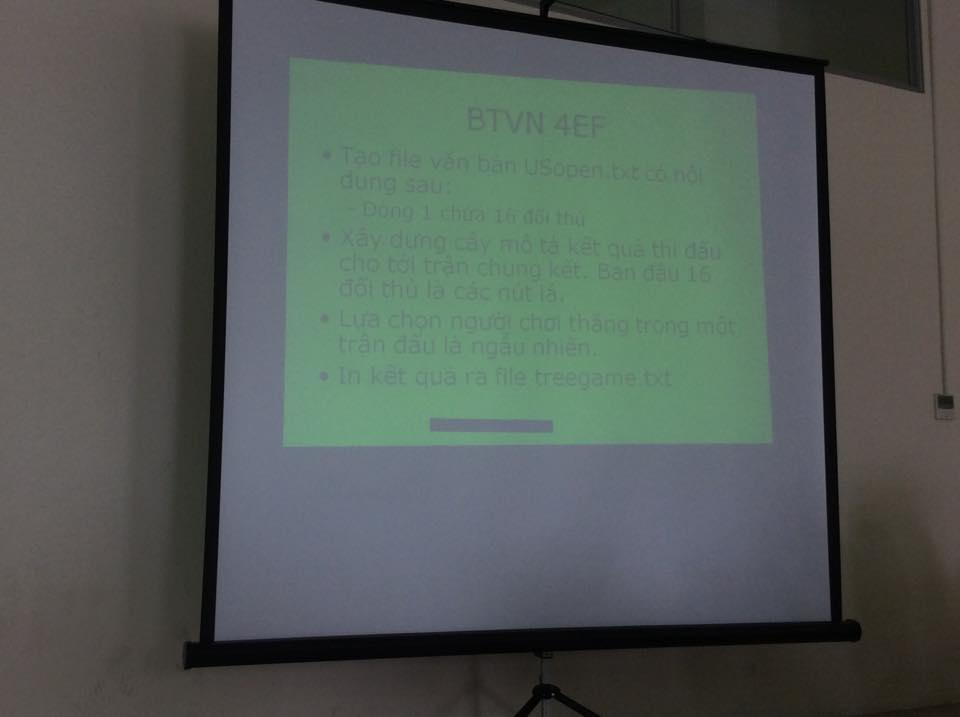 BTVN 4EF
• Tạo file văn bản USopen.txt có nội
dung sau:
– Dòng 1 chứa 16 đối thủ
• Xây dựng cây mô tả kết quả thi đấu
cho tới trận chung kết. Ban đầu 16
đối thủ là các nút lá.
• Lựa chọn người chơi thắng trong một
trận đấu là ngẫu nhiên.
• In kết quả ra file treegame.txt